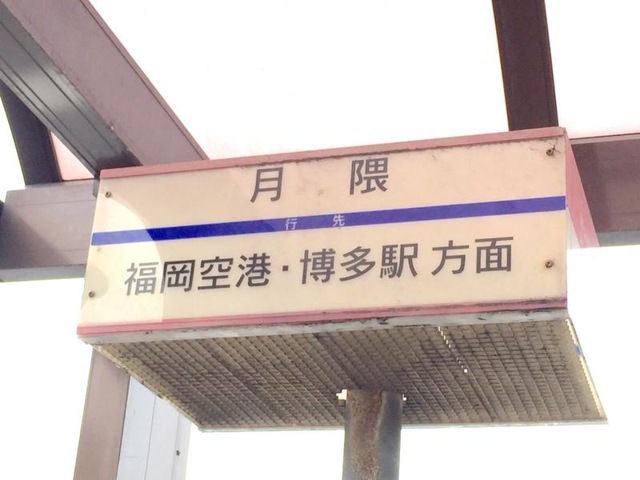 月隈
行先
福岡空港・博多駅 方面